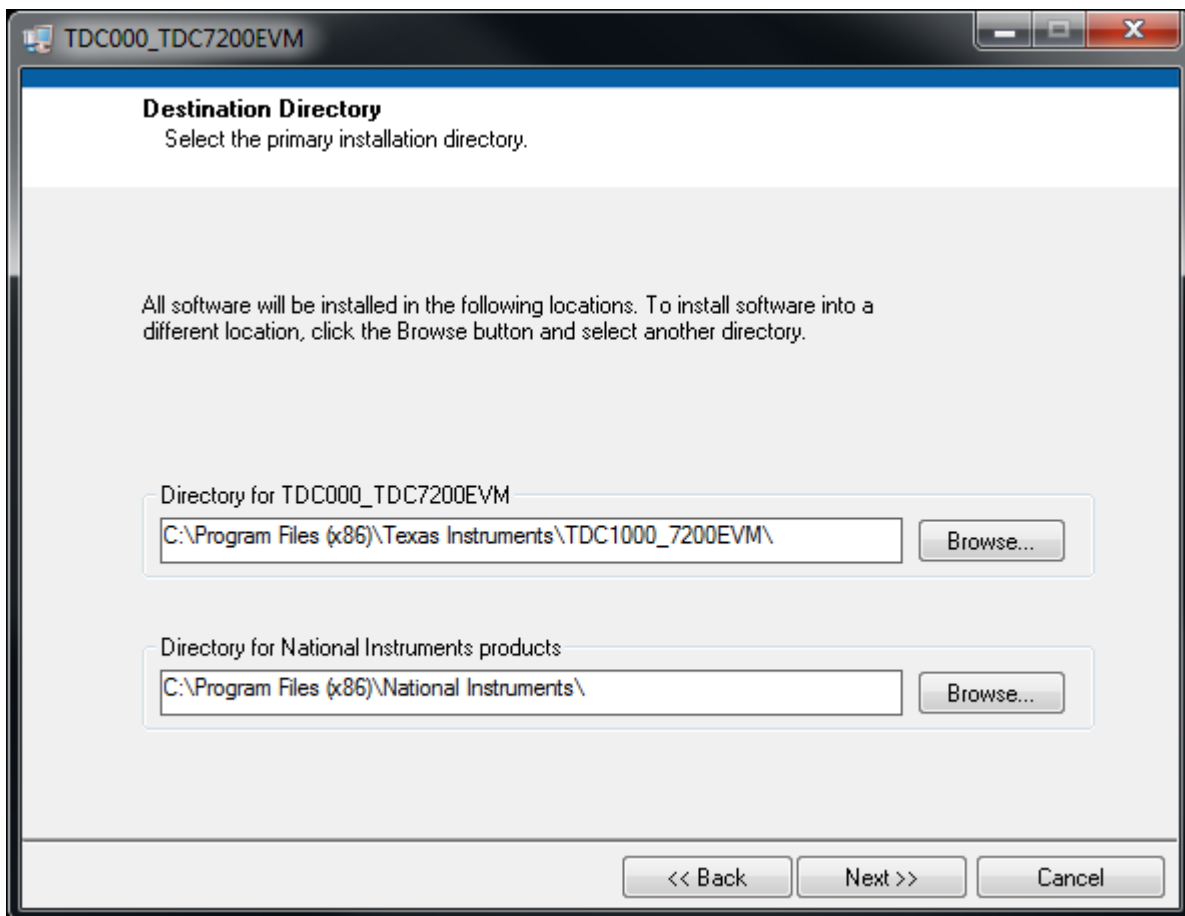 TDC000_TDC7200EVM
Destination Directory
Select the primary installation directory.
All software will be installed in the following locations. To install software into a
different location, click the Browse button and select another directory.
Directory for TDC000_TDC7200EVM
C:\Program Files (x86)\Texas Instruments\TDC1000_7200EVM\
Browse...
Directory for National Instruments products
C:\Program Files (x86)\National Instruments\
Browse...
<< Back
Next >>
Cancel